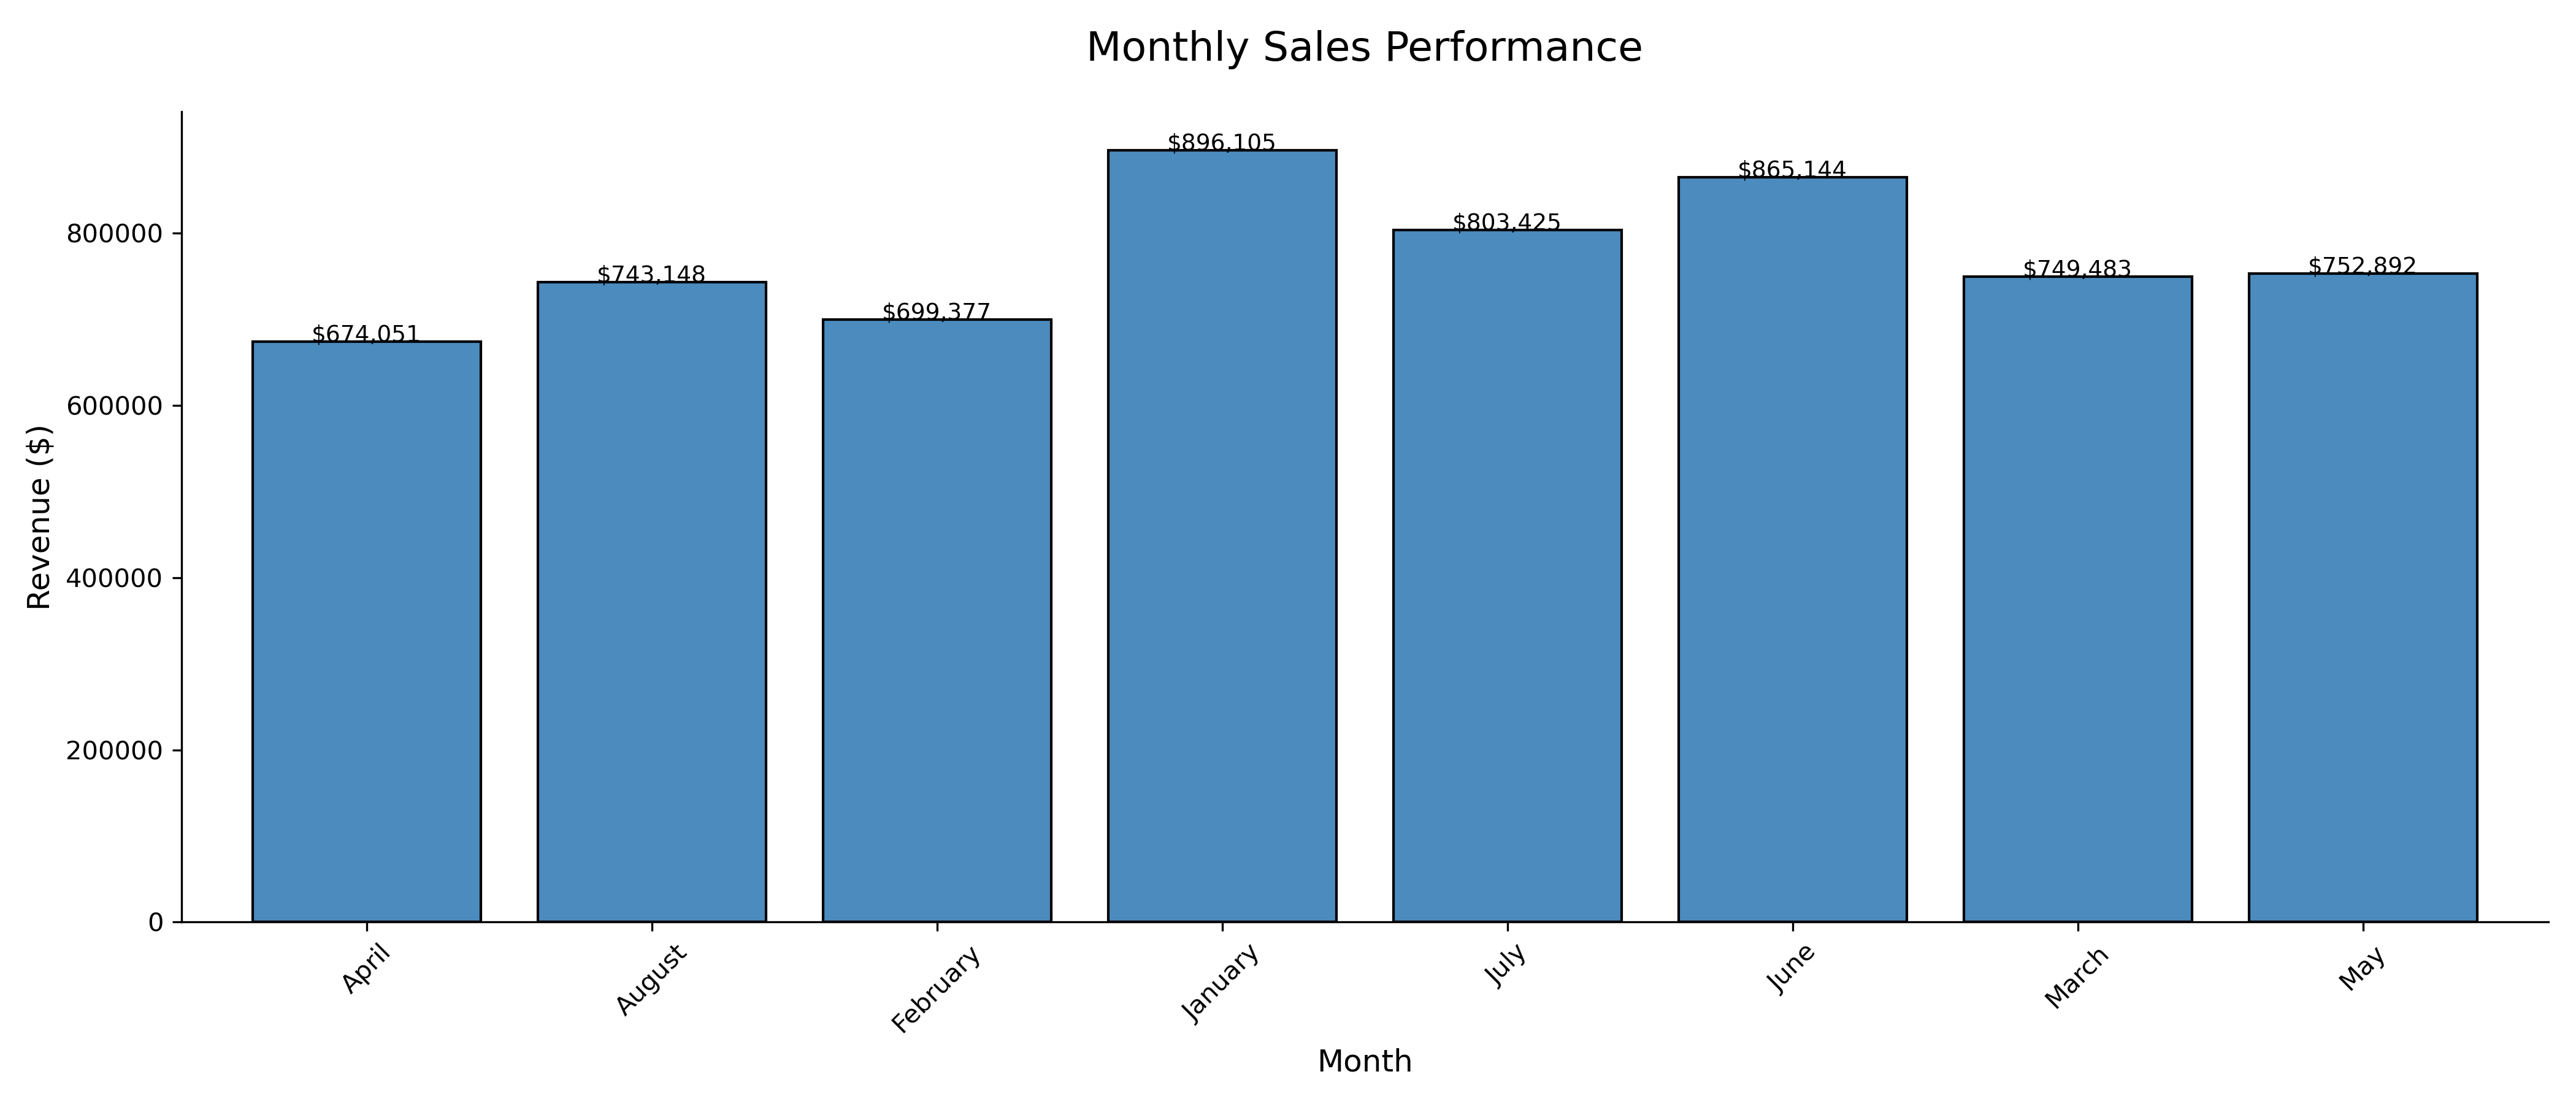 Monthly Sales Performance
$896,105
$865,144
$803,425
$743,148
$749,483
$752,892
$699,377
$674,051
800000
600000
400000
200000
0
Revenue ($)
April
August
February
January
July
June
March
May
Month